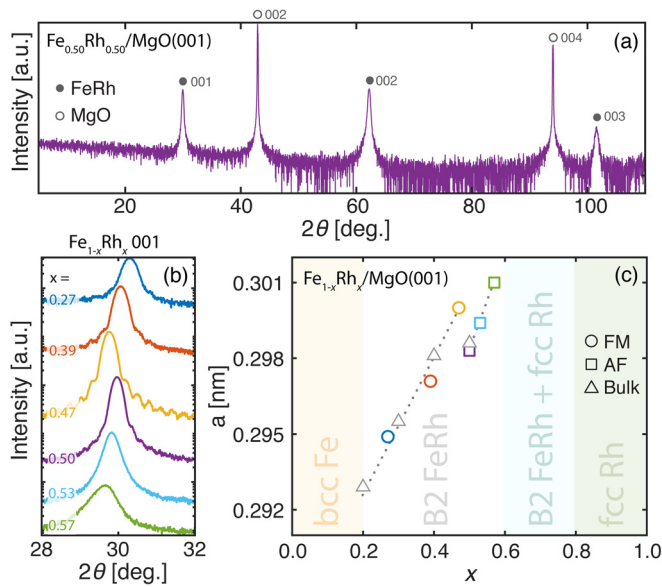 Fe0.50Rh0.50/MgO(001)
(a)
Intensity [a.u.]
● FeRh
○ MgO
● 001
○ 002
● 002
○ 004
● 003
20 40 60 80 100
2θ [deg.]
Fe1-xRhx 001
(b)
x =
0.27
0.39
0.47
0.50
0.53
0.57
Intensity [a.u.]
28 30 32
2θ [deg.]
Fe1-xRhx/MgO(001)
(c)
0.301
0.298
0.295
0.292
a [nm]
○ FM
□ AF
△ Bulk
bcc Fe
B2 FeRh
B2 FeRh + fcc Rh
fcc Rh
0.0 0.2 0.4 0.6 0.8 1.0
x